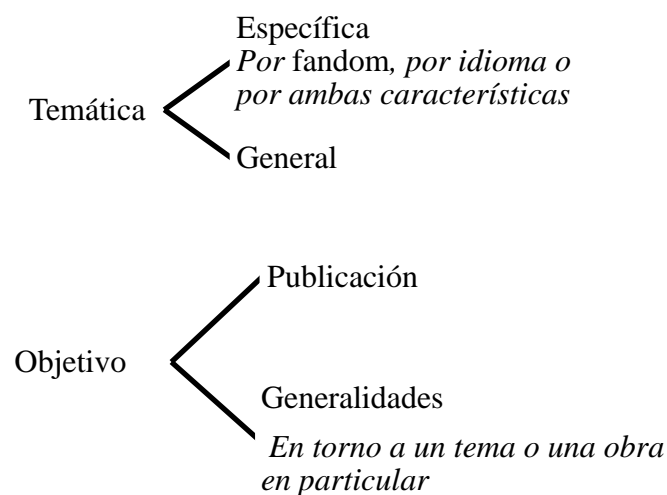 Específica
Por fandom, por idioma o
por ambas características
Temática
General
Publicación
Objetivo
Generalidades
En torno a un tema o una obra
en particular